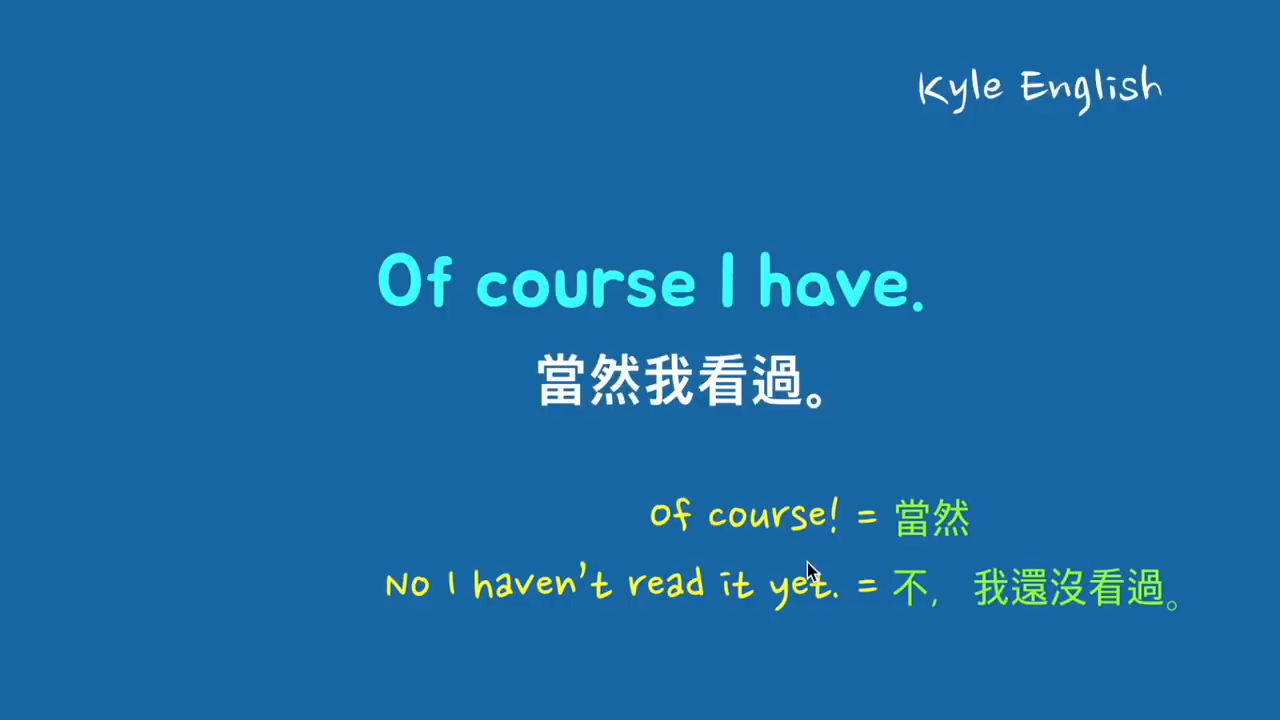 Kyle English
Of course I have.
當然我看過。
Of course! = 當然
No I haven't read it yet. = 不, 我還沒看過。